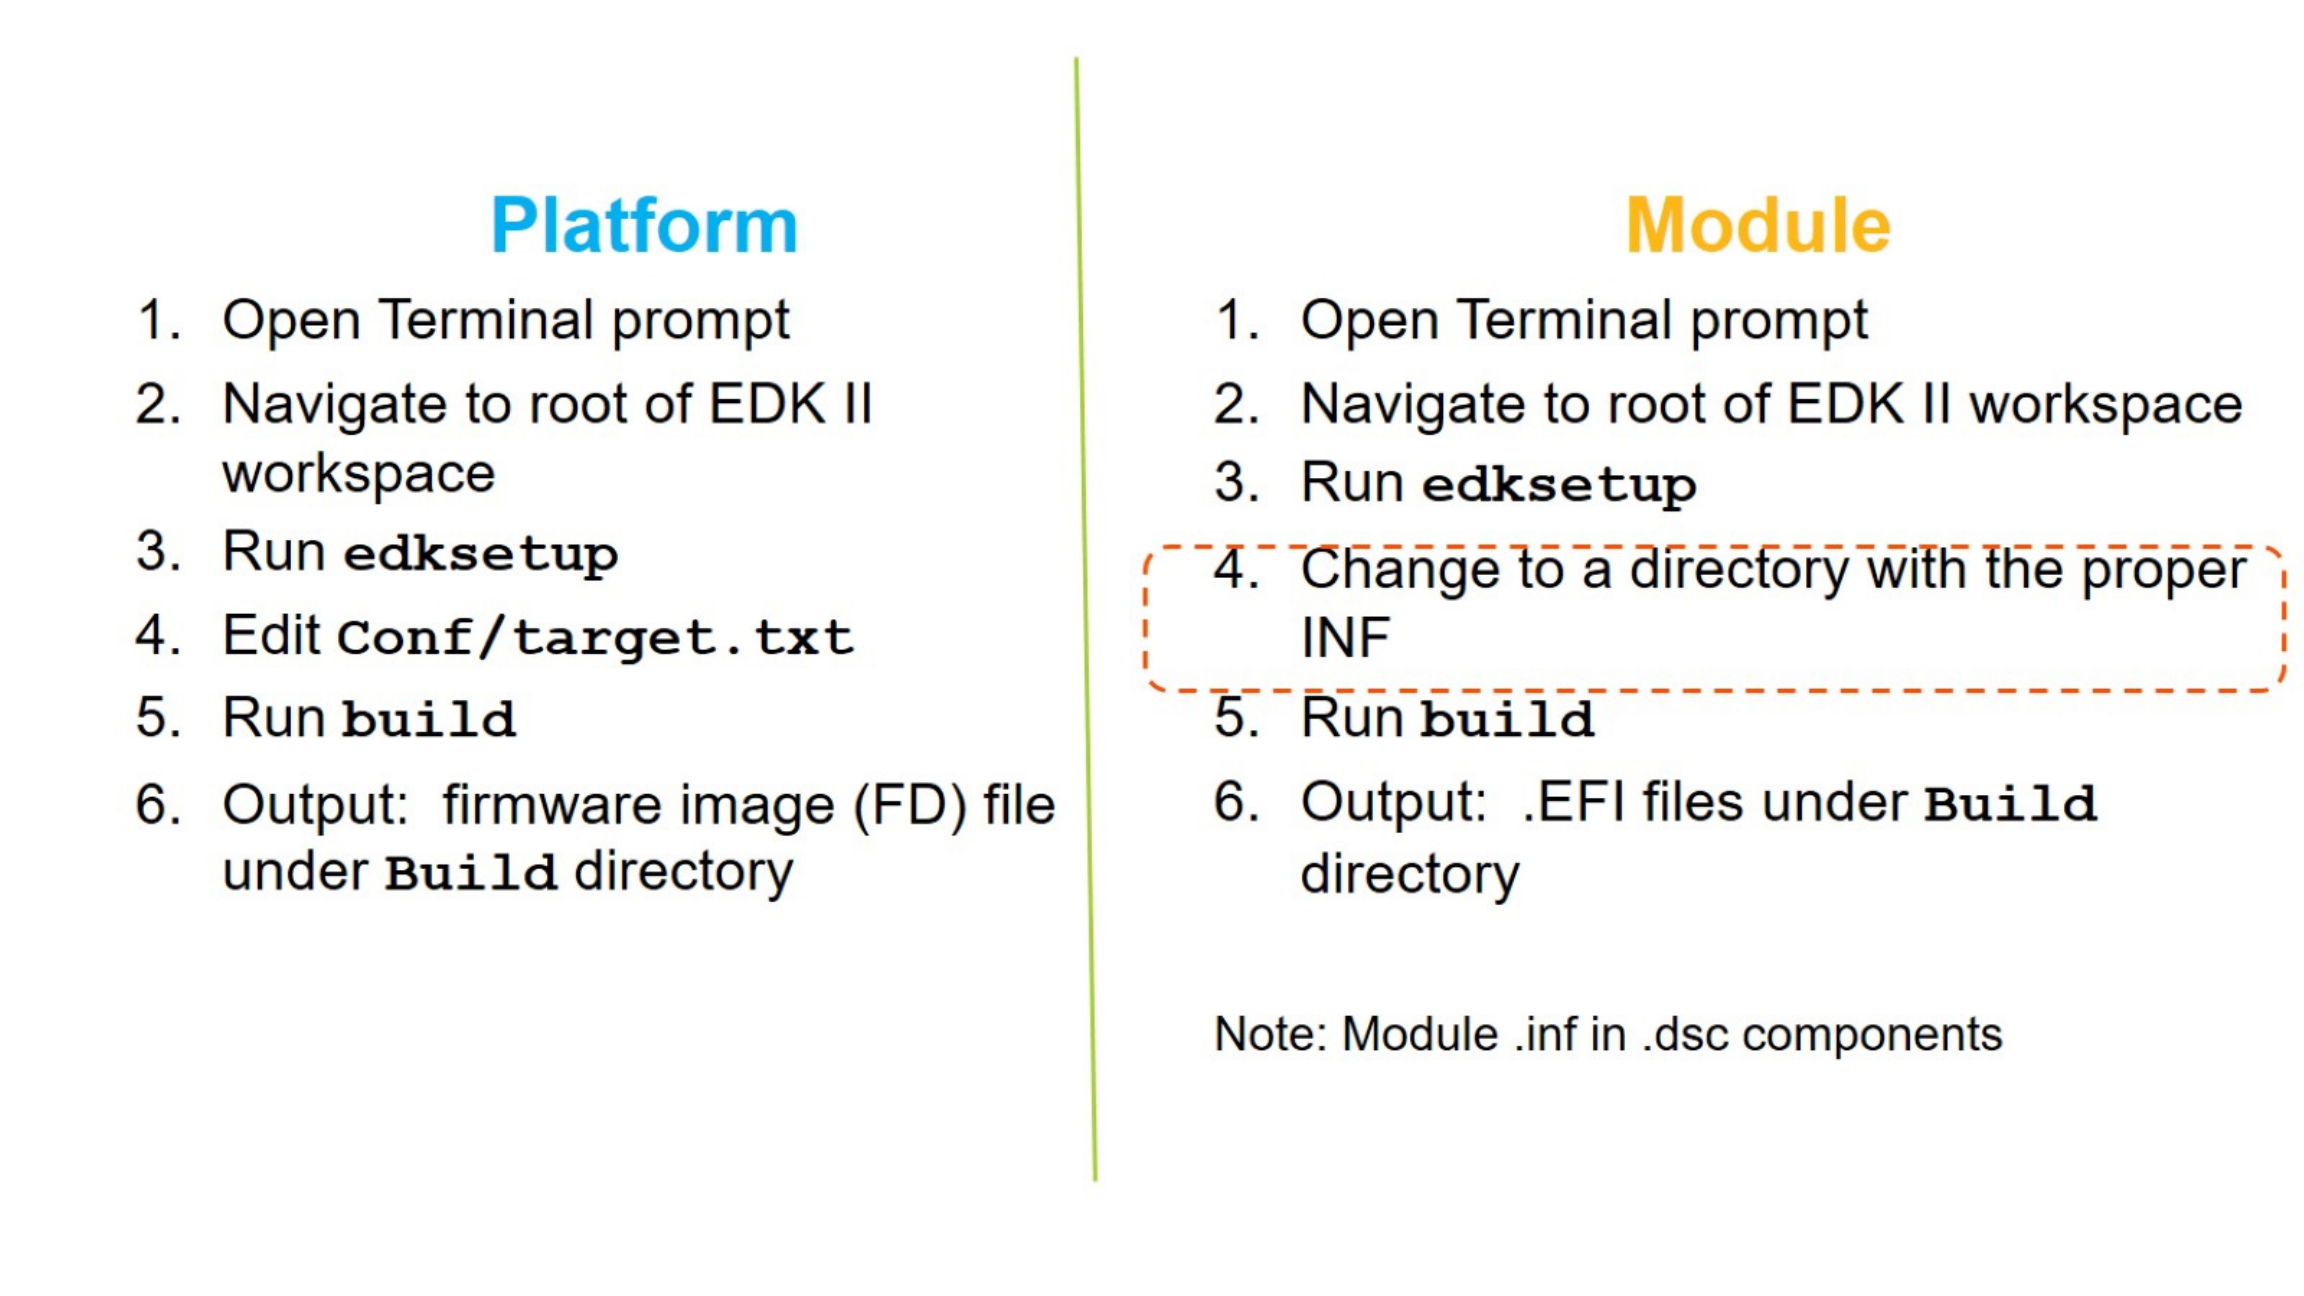 Platform
1. Open Terminal prompt
2. Navigate to root of EDK II
workspace
3. Run edksetup
4. Edit Conf/target.txt
5. Run build
6. Output:  firmware image (FD) file
under Build directory
Module
1. Open Terminal prompt
2. Navigate to root of EDK II workspace
3. Run edksetup
4. Change to a directory with the proper
INF
5. Run build
6. Output:  .EFI files under Build
directory
Note: Module .inf in .dsc components